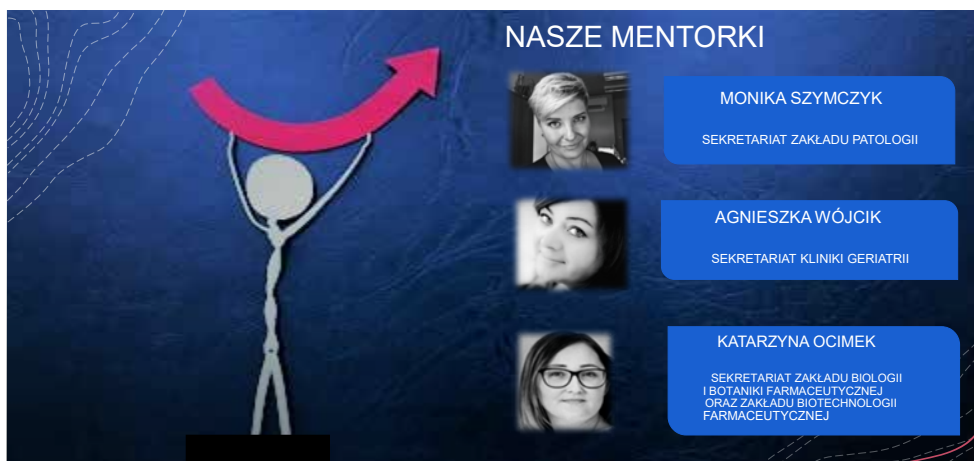 NASZE MENTORKI
MONIKA SZYMCZYK
SEKRETARIAT ZAKŁADU PATOLOGII
AGNIESZKA WÓJCIK
SEKRETARIAT KLINIKI GERIATRII
KATARZYNA OCIMEK
SEKRETARIAT ZAKŁADU BIOLOGII
I BOTANIKI FARMACEUTYCZNEJ
ORAZ ZAKŁADU BIOTECHNOLOGII
FARMACEUTYCZNEJ